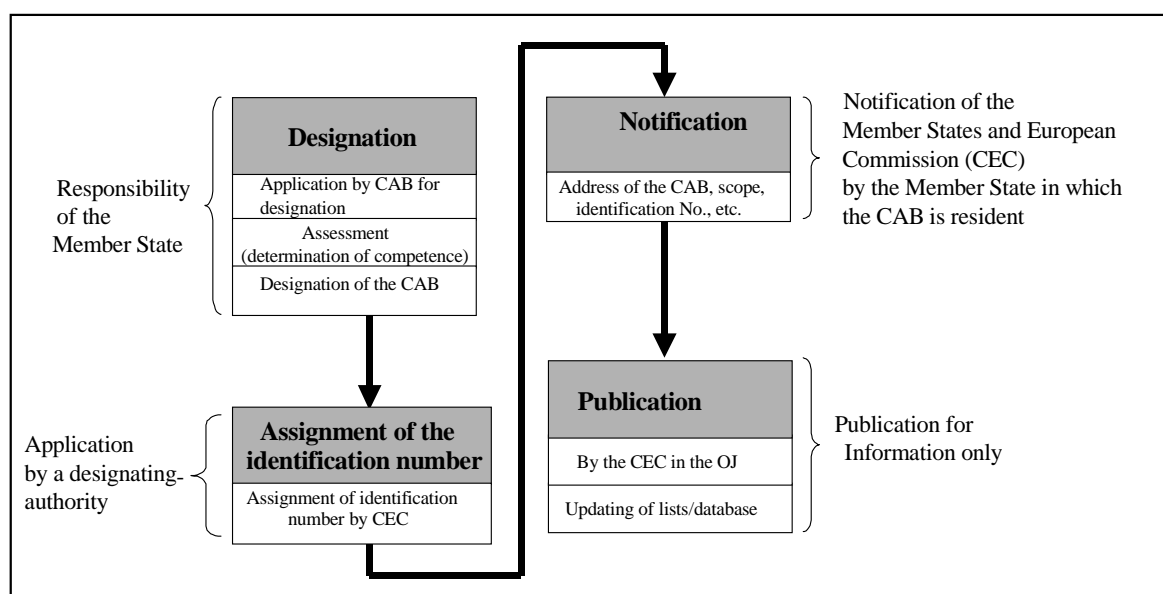 Responsibility
of the
Member State
Designation
Application by CAB for
designation
Assessment
(determination of competence)
Designation of the CAB
Application
by a designating-
authority
Assignment of the
identification number
Assignment of identification
number by CEC
Notification
Address of the CAB, scope,
identification No., etc.
Notification of the
Member States and European
Commission (CEC)
by the Member State in which
the CAB is resident
Publication
By the CEC in the OJ
Updating of lists/database
Publication for
Information only